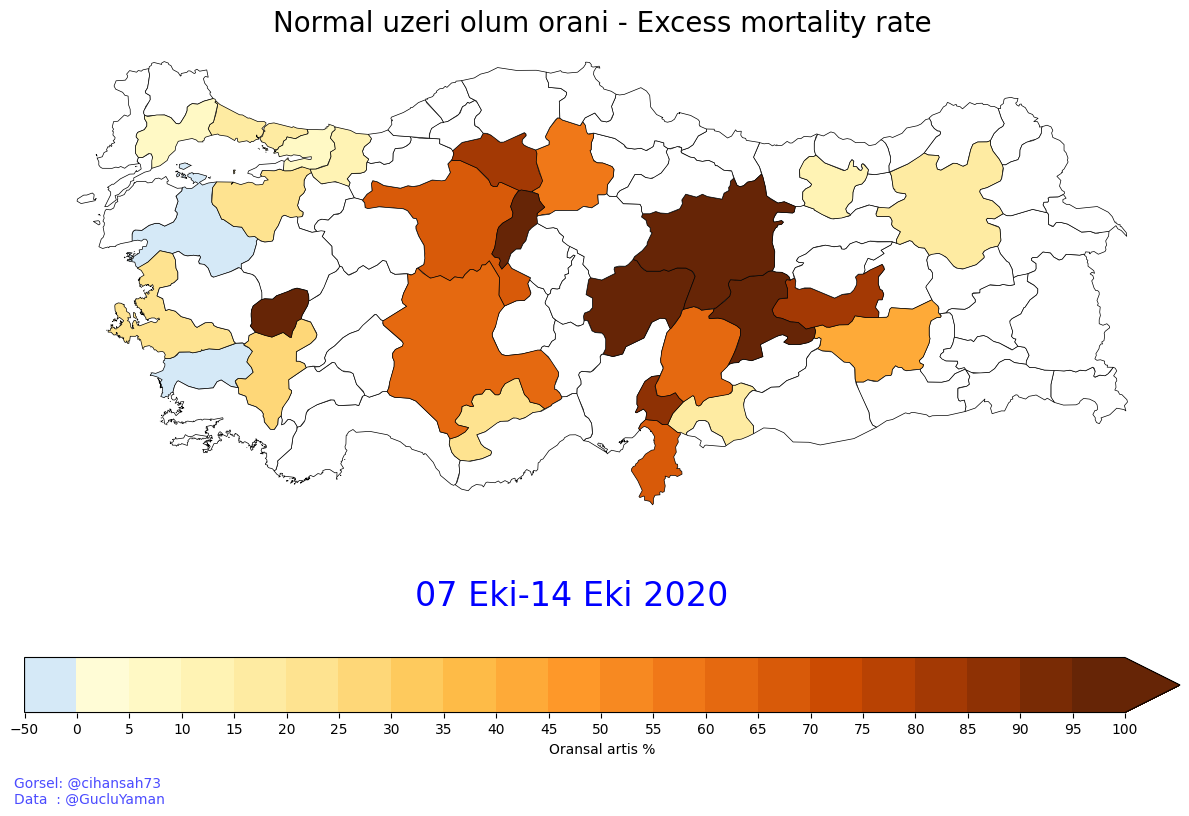 Normal uzeri olum orani - Excess mortality rate
07 Eki-14 Eki 2020
−50 0 5 10 15 20 25 30 35 40 45 50 55 60 65 70 75 80 85 90 95 100
Oransal artis %
Gorsel: @cihansah73
Data  : @GucluYaman